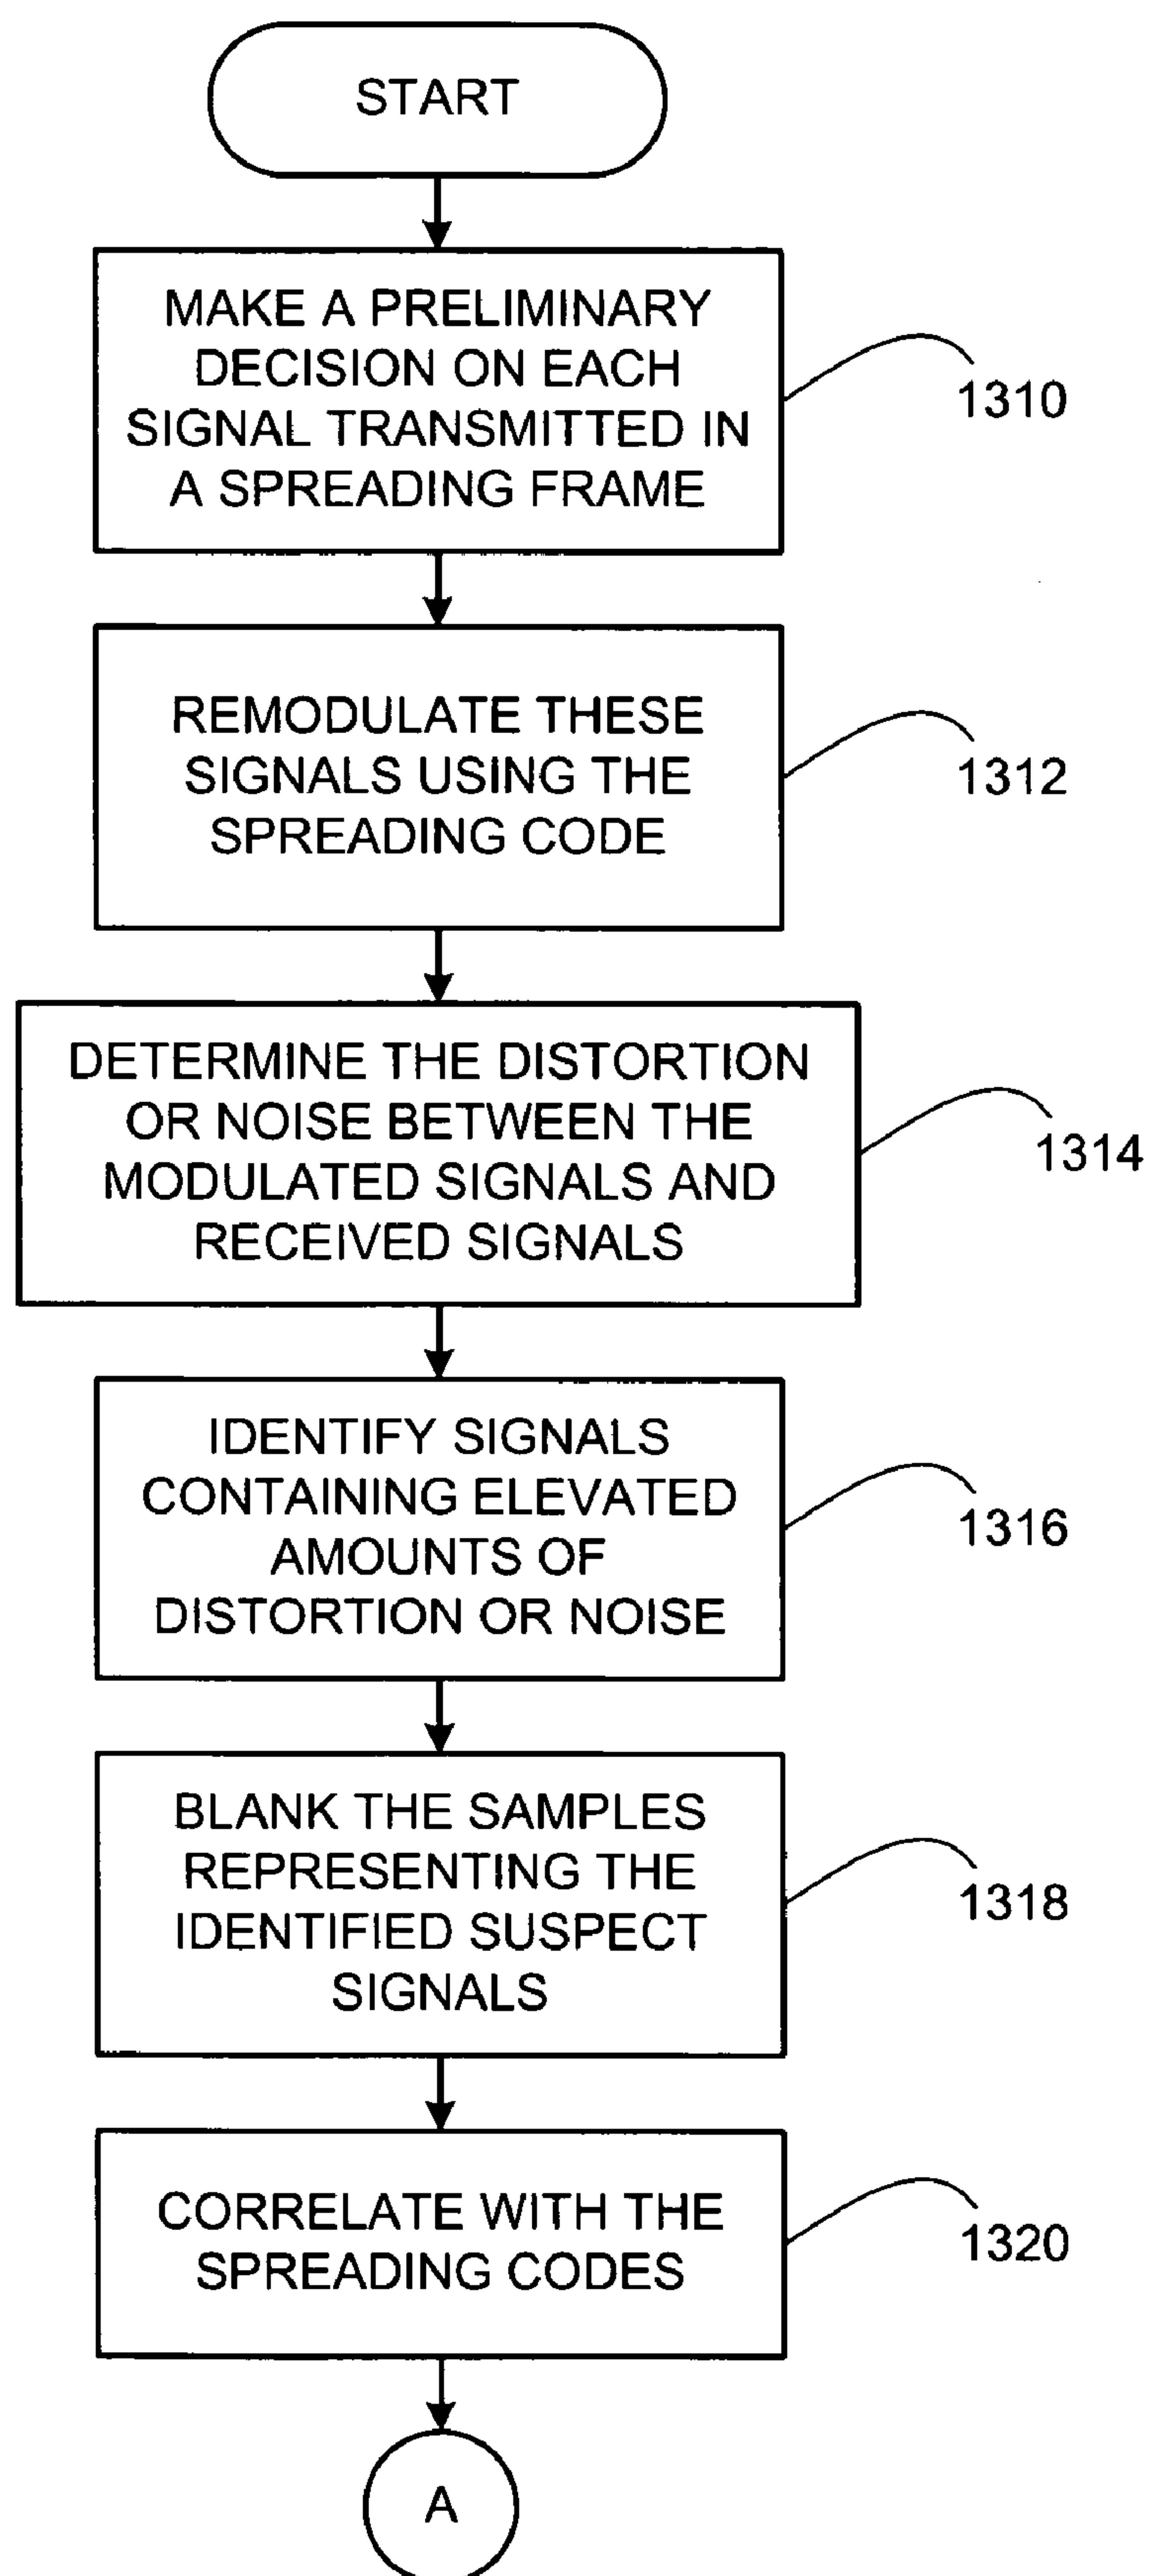 START
MAKE A PRELIMINARY
DECISION ON EACH
SIGNAL TRANSMITTED IN
A SPREADING FRAME
1310
REMODULATE THESE
SIGNALS USING THE
SPREADING CODE
1312
DETERMINE THE DISTORTION
OR NOISE BETWEEN THE
MODULATED SIGNALS AND
RECEIVED SIGNALS
1314
IDENTIFY SIGNALS
CONTAINING ELEVATED
AMOUNTS OF
DISTORTION OR NOISE
1316
BLANK THE SAMPLES
REPRESENTING THE
IDENTIFIED SUSPECT
SIGNALS
1318
CORRELATE WITH THE
SPREADING CODES
1320
A